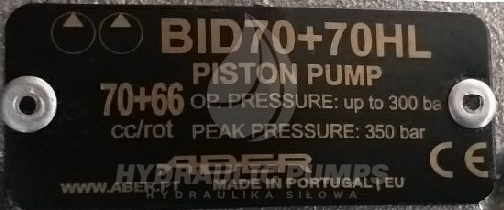 BID70+70HL
PISTON PUMP
70+66 OP. PRESSURE: up to 300 ba
cc/rot PEAK PRESSURE: 350 bar
ABER
HYDRAULIC PUMPS
WWW.ABER.PT MADE IN PORTUGAL | EU
HYDRAULIKA SIŁOWA
CE